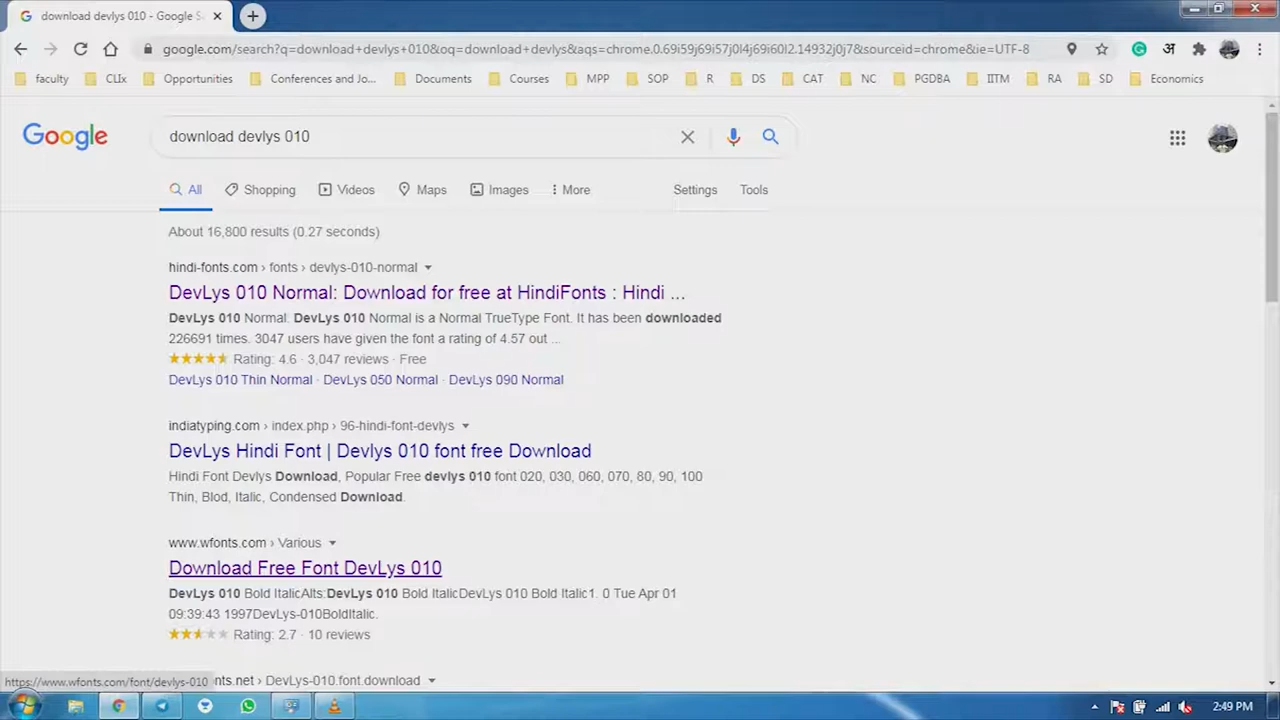 download devlys 010 - Google S
google.com/search?q=download+devlys+010&oq=download+devlys&aqs=chrome.0.69i59j69i57j0l4j69i60l2.14932j0j7&sourceid=chrome&ie=UTF-8
अ
faculty CLIx Opportunities Conferences and Jo... Documents Courses MPP SOP R DS CAT NC PGDBA IITM RA SD Economics
Google
download devlys 010
All Shopping Videos Maps Images More Settings Tools
About 16,800 results (0.27 seconds)
hindi-fonts.com › fonts › devlys-010-normal
DevLys 010 Normal: Download for free at HindiFonts : Hindi ...
DevLys 010 Normal: DevLys 010 Normal is a Normal TrueType Font. It has been downloaded
226691 times. 3047 users have given the font a rating of 4.57 out ...
Rating: 4.6 · 3,047 reviews · Free
DevLys 010 Thin Normal · DevLys 050 Normal · DevLys 090 Normal
indiatyping.com › index.php › 96-hindi-font-devlys
DevLys Hindi Font | Devlys 010 font free Download
Hindi Font Devlys Download, Popular Free devlys 010 font 020, 030, 060, 070, 80, 90, 100
Thin, Blod, Italic, Condensed Download.
www.wfonts.com › Various
Download Free Font DevLys 010
DevLys 010 Bold ItalicAlts:DevLys 010 Bold ItalicDevLys 010 Bold Italic1. 0 Tue Apr 01
09:39:43 1997DevLys-010BoldItalic.
Rating: 2.7 · 10 reviews
https://www.wfonts.com/font/devlys-010
nts.net › DevLys-010.font.download
2:49 PM